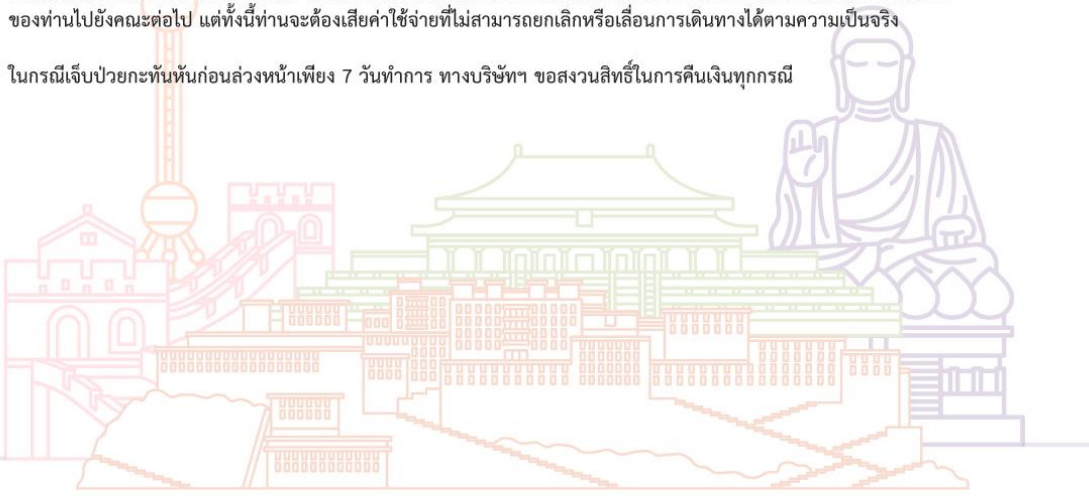 ของท่านไปยังคณะต่อไป แต่ทั้งนี้ท่านจะต้องเสียค่าใช้จ่ายที่ไม่สามารถยกเลิกหรือเลื่อนการเดินทางได้ตามความเป็นจริง
ในกรณีเจ็บป่วยกะทันหันก่อนล่วงหน้าเพียง 7 วันทำการ ทางบริษัทฯ ขอสงวนสิทธิ์ในการคืนเงินทุกกรณี